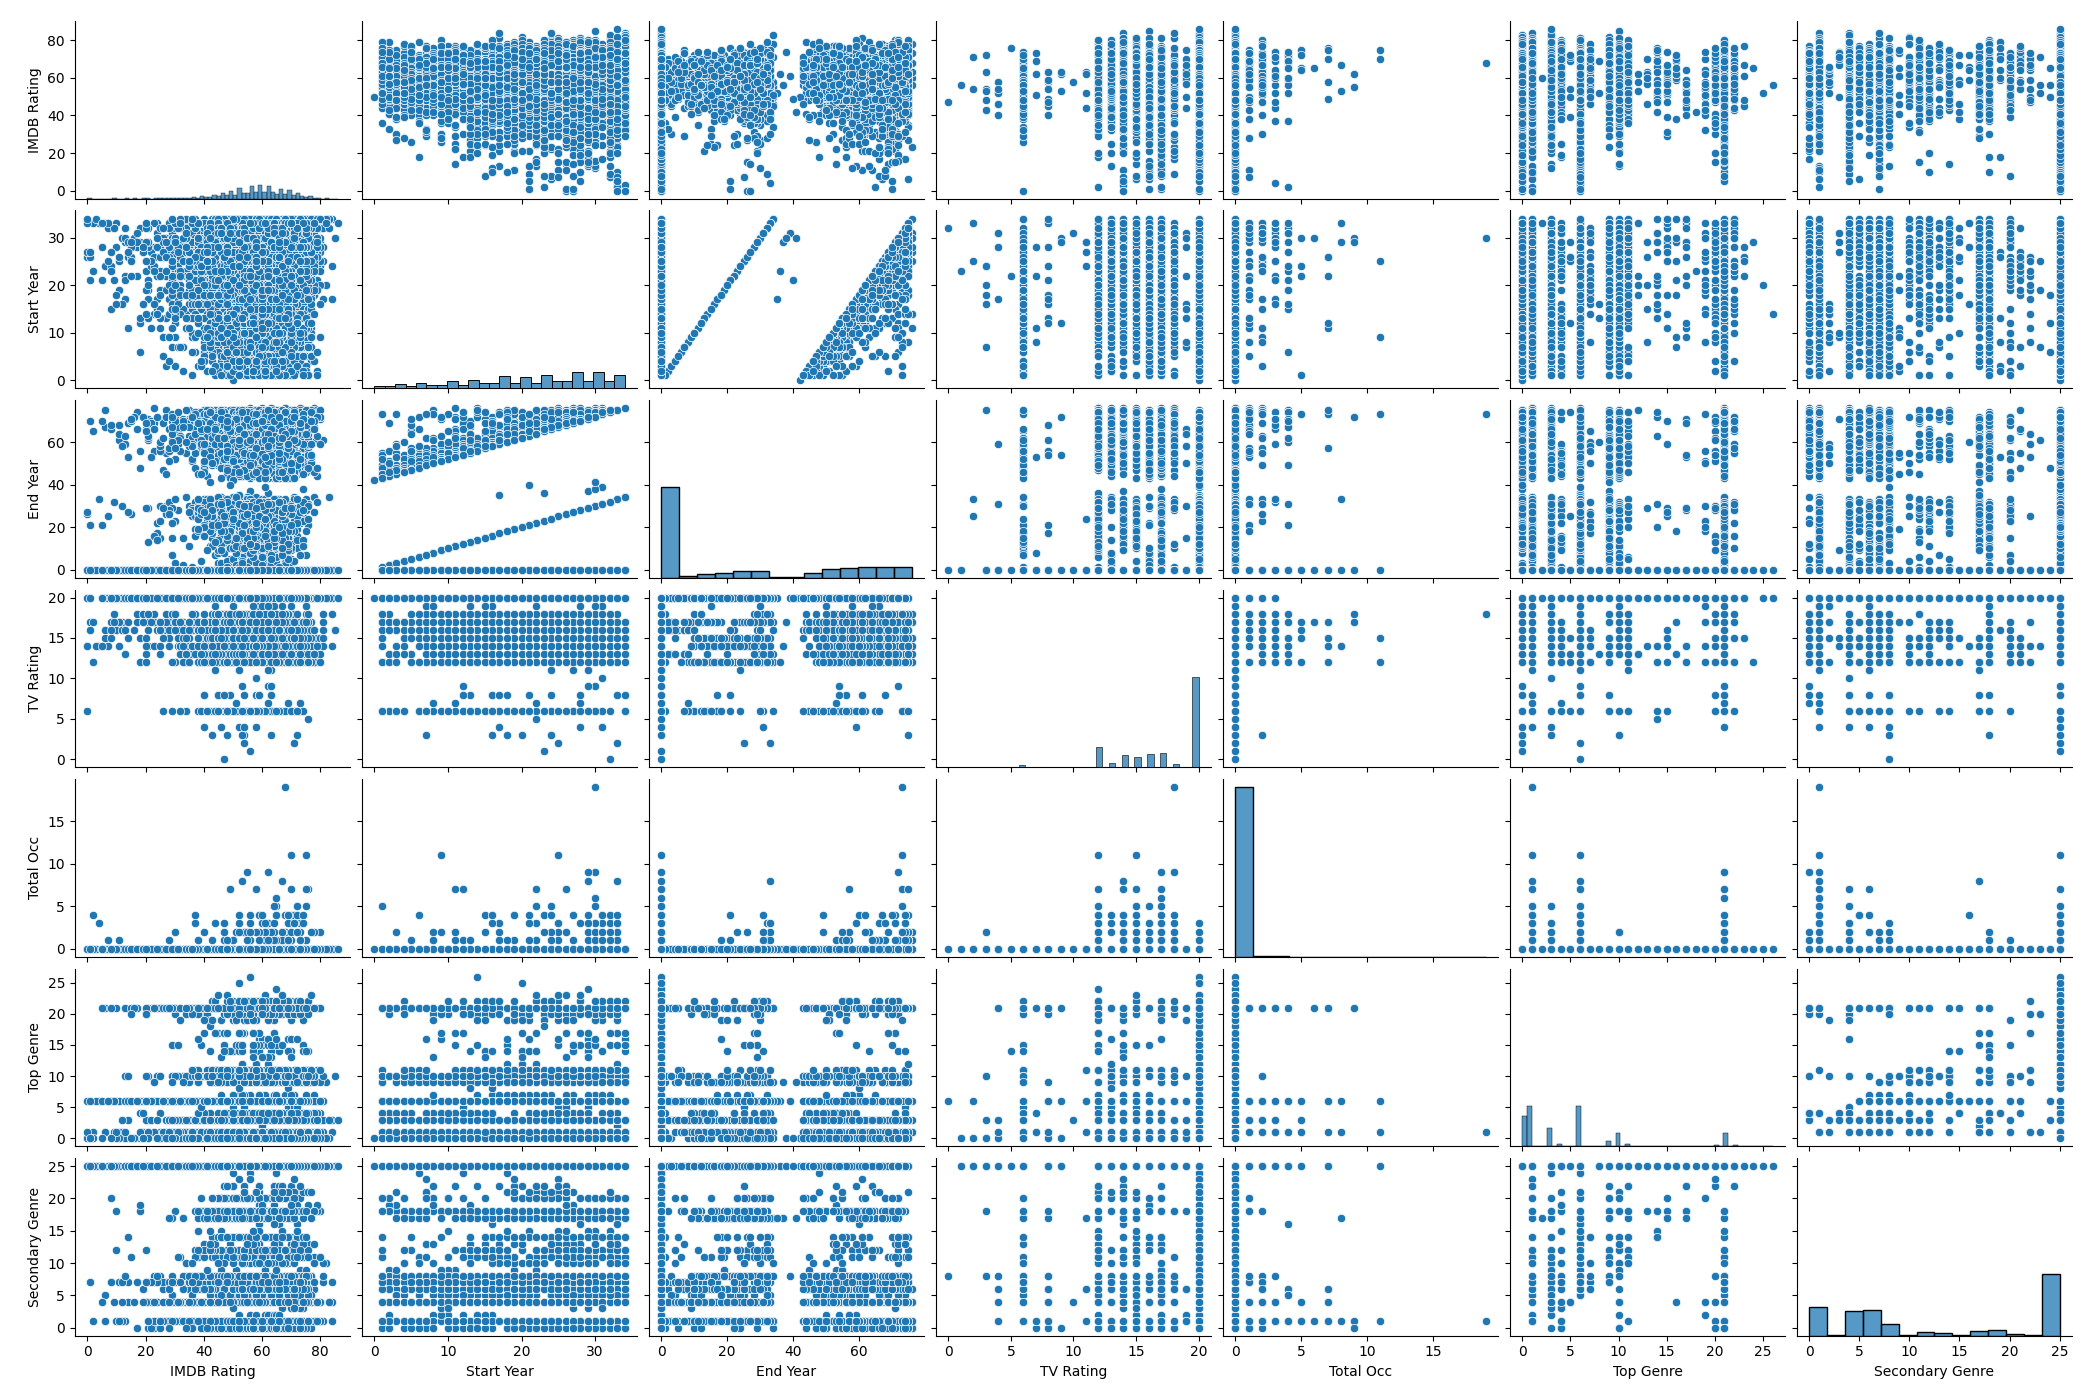 80
60
40
20
0
IMDB Rating
30
20
10
0
Start Year
60
40
20
0
End Year
20
15
10
5
0
TV Rating
15
10
5
0
Total Occ
25
20
15
10
5
0
Top Genre
25
20
15
10
5
0
Secondary Genre
0 20 40 60 80
IMDB Rating
0 10 20 30
Start Year
0 20 40 60
End Year
0 5 10 15 20
TV Rating
0 5 10 15
Total Occ
0 5 10 15 20 25
Top Genre
0 5 10 15 20 25
Secondary Genre